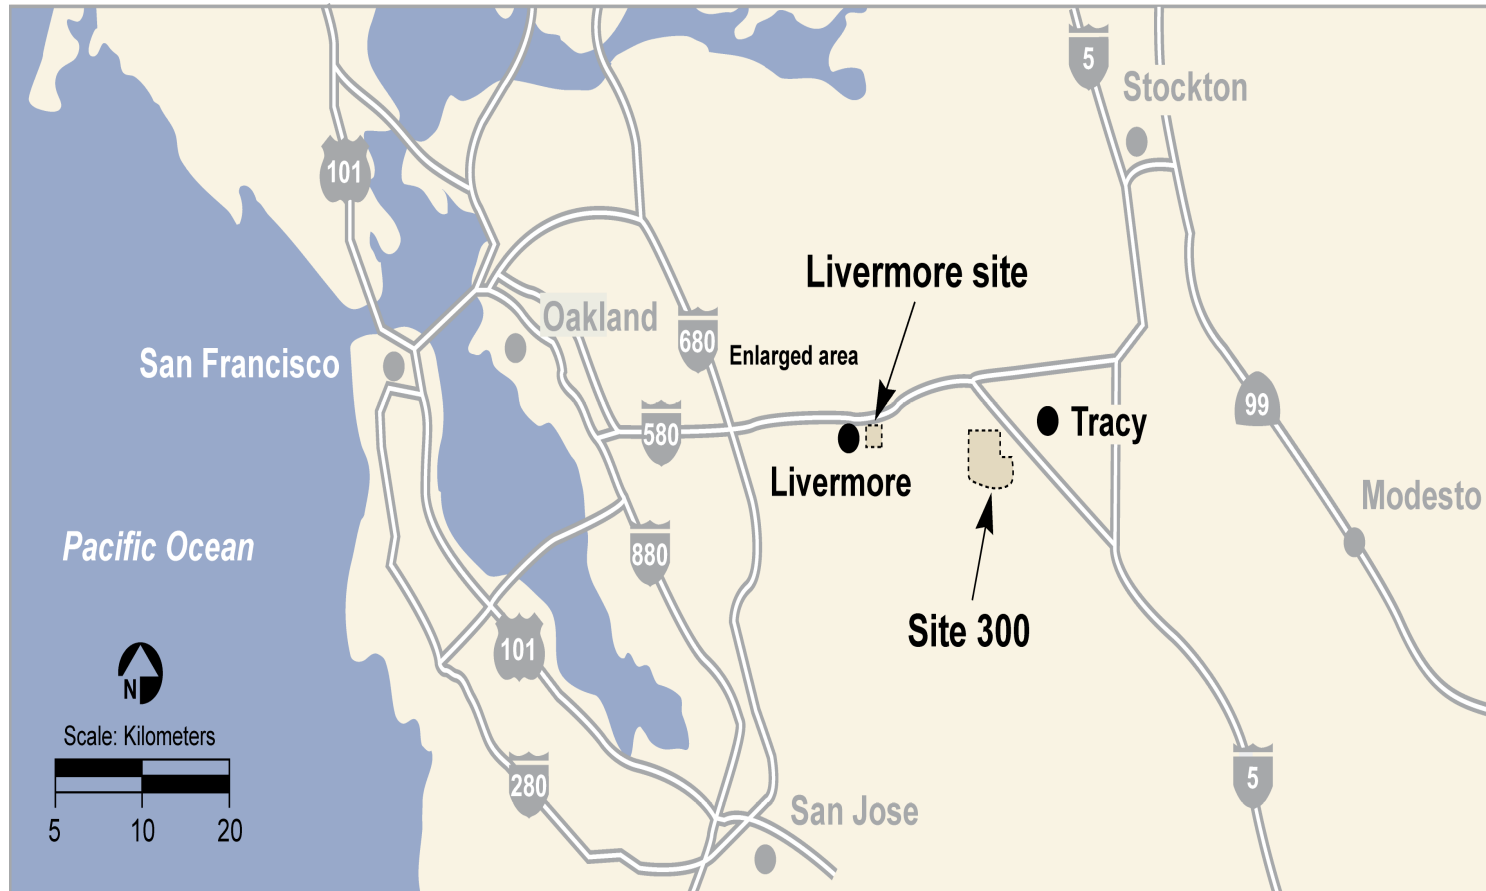 5
Stockton
101
Livermore site
Oakland
680
Enlarged area
San Francisco
99
580
Tracy
Livermore
Modesto
Pacific Ocean
880
Site 300
101
N
Scale: Kilometers
280
5
San Jose
5 10 20